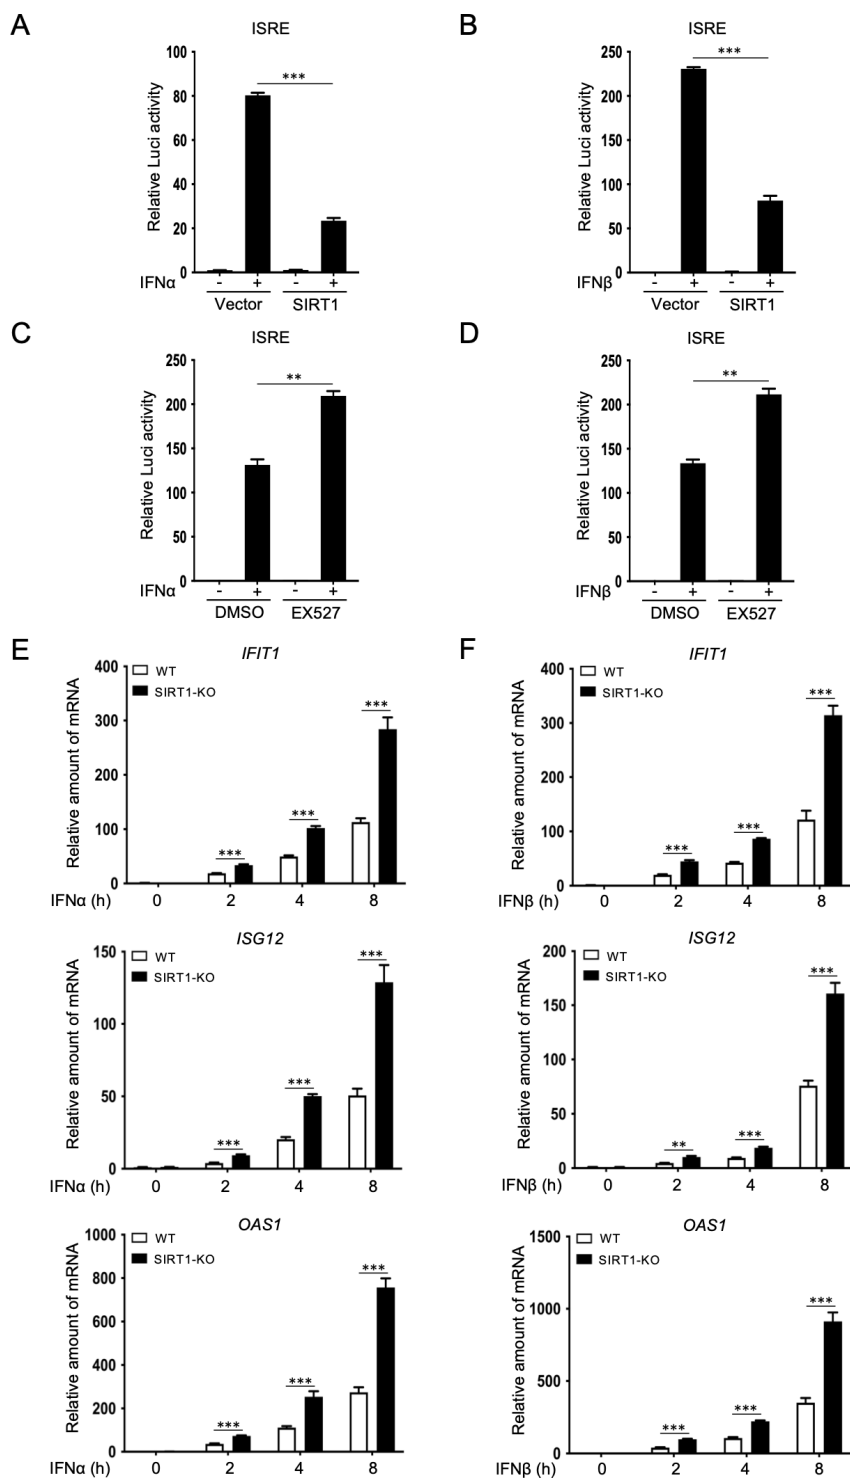 A
ISRE
Relative Luci activity
100
80
60
40
20
0
IFNα - + - +
Vector SIRT1
B
ISRE
Relative Luci activity
250
200
150
100
50
0
IFNβ - + - +
Vector SIRT1
***
***
C
ISRE
Relative Luci activity
250
200
150
100
50
0
**
IFNα - + - +
DMSO EX527
D
ISRE
Relative Luci activity
250
200
150
100
50
0
**
IFNβ - + - +
DMSO EX527
E
IFIT1
WT
SIRT1-KO
Relative amount of mRNA
400
300
200
100
0
***
***
***
IFNα (h) 0 2 4 8
F
IFIT1
WT
SIRT1-KO
Relative amount of mRNA
400
300
200
100
0
***
***
***
IFNβ (h) 0 2 4 8
ISG12
WT
SIRT1-KO
Relative amount of mRNA
150
100
50
0
***
***
***
IFNα (h) 0 2 4 8
ISG12
WT
SIRT1-KO
Relative amount of mRNA
200
150
100
50
0
**
***
***
IFNβ (h) 0 2 4 8
OAS1
WT
SIRT1-KO
Relative amount of mRNA
1000
800
600
400
200
0
***
***
***
IFNα (h) 0 2 4 8
OAS1
WT
SIRT1-KO
Relative amount of mRNA
1500
1000
500
0
***
***
***
IFNβ (h) 0 2 4 8